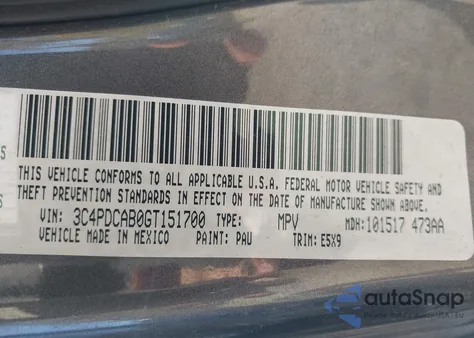 THIS VEHICLE CONFORMS TO ALL APPLICABLE U.S.A. FEDERAL MOTOR VEHICLE SAFETY AND
THEFT PREVENTION STANDARDS IN EFFECT ON THE DATE OF MANUFACTURE SHOWN ABOVE.
VIN: 3C4PDCAB0GT151700 TYPE: MPV MDH:101517 473AA
VEHICLE MADE IN MEXICO PAINT: PAU TRIM: E5X9
autoSnap